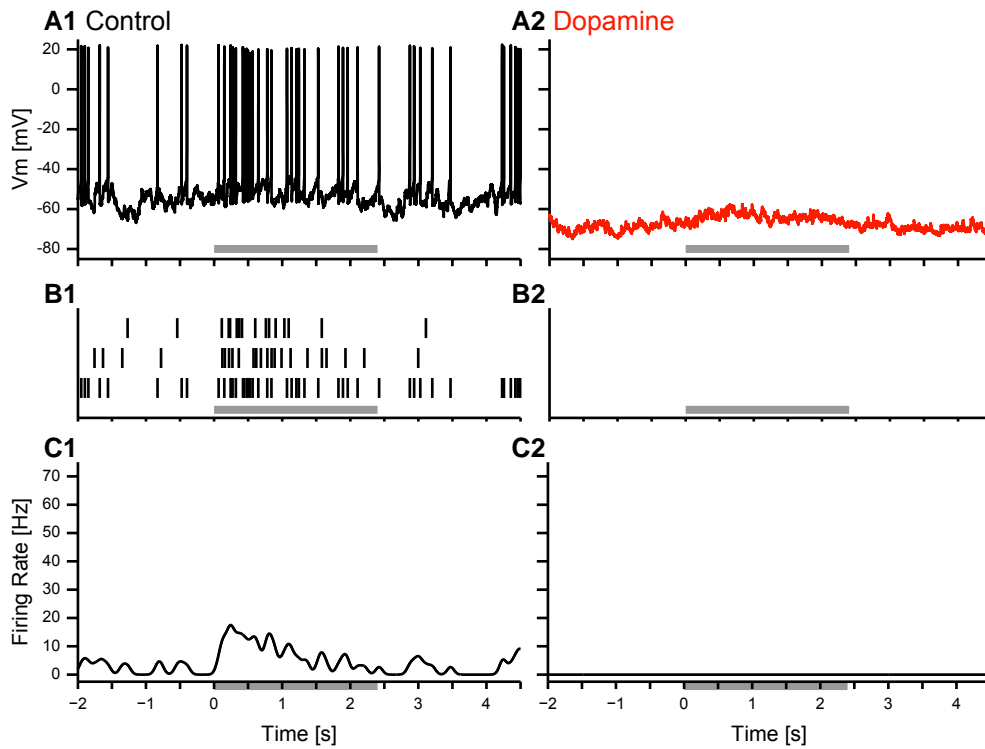 A1 Control
A2 Dopamine
Vm [mV]
20
0
-20
-40
-60
-80
B1
B2
C1
C2
Firing Rate [Hz]
70
60
50
40
30
20
10
0
−2 −1 0 1 2 3 4
−2 −1 0 1 2 3 4
Time [s]
Time [s]